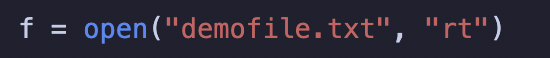 f = open("demofile.txt", "rt")